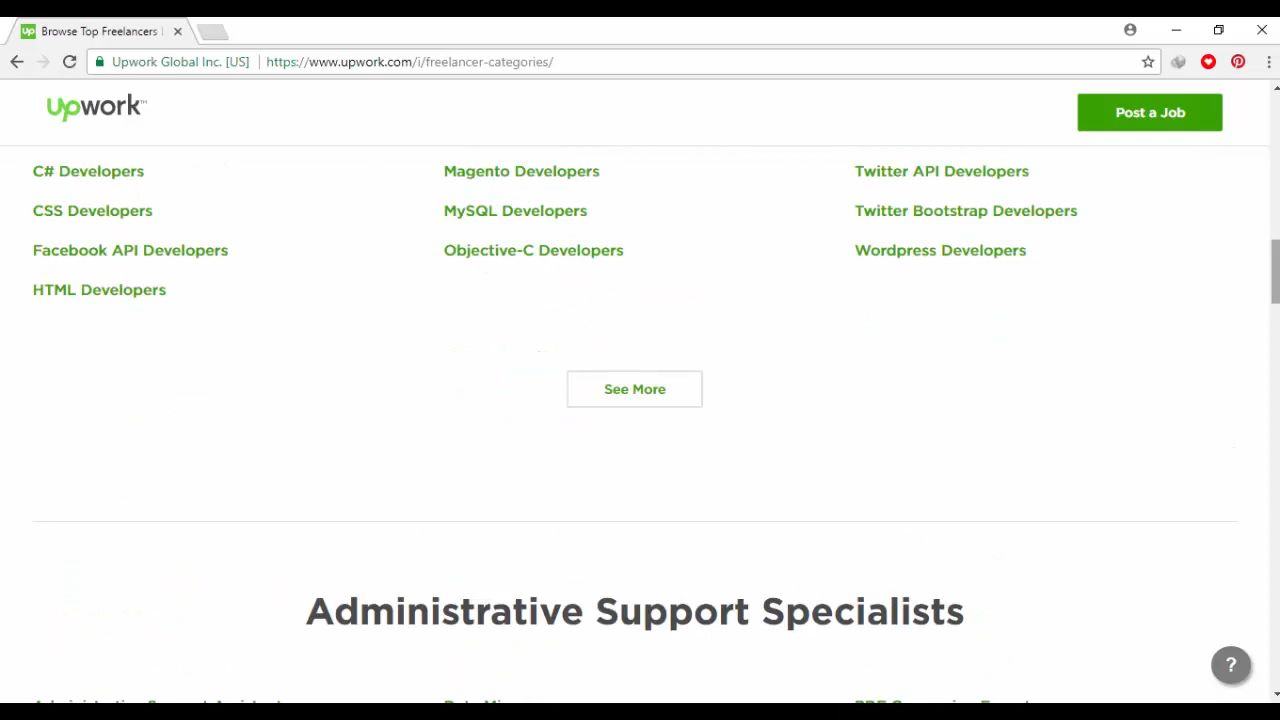 up Browse Top Freelancers
Upwork Global Inc. [US] https://www.upwork.com/i/freelancer-categories/
upwork™ Post a Job
C# Developers Magento Developers Twitter API Developers
CSS Developers MySQL Developers Twitter Bootstrap Developers
Facebook API Developers Objective-C Developers Wordpress Developers
HTML Developers
See More
Administrative Support Specialists
?